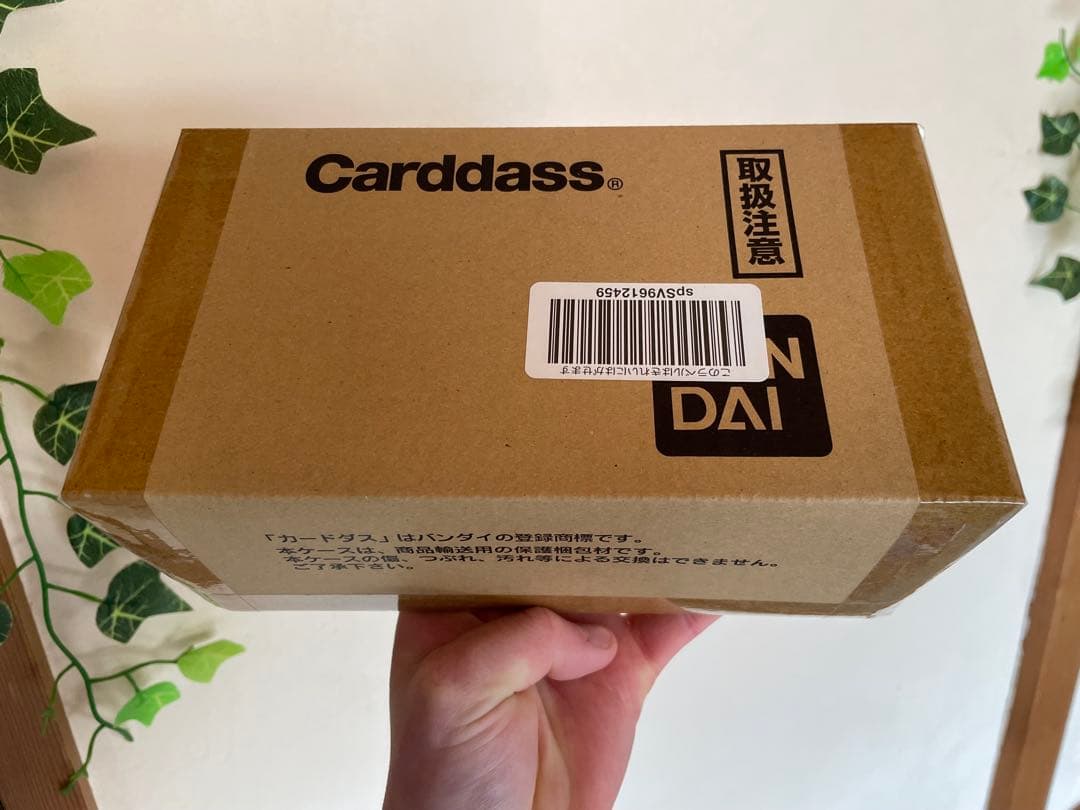 Carddass®
取扱注意
spSV9612459
このラベルはきれいにはがせます
N
DAI
「カードダス」はバンダイの登録商標です。
本ケースは、商品輸送用の保護梱包材です。
本ケースの傷、つぶれ、汚れ等による交換はできません。
ご了承下さい。